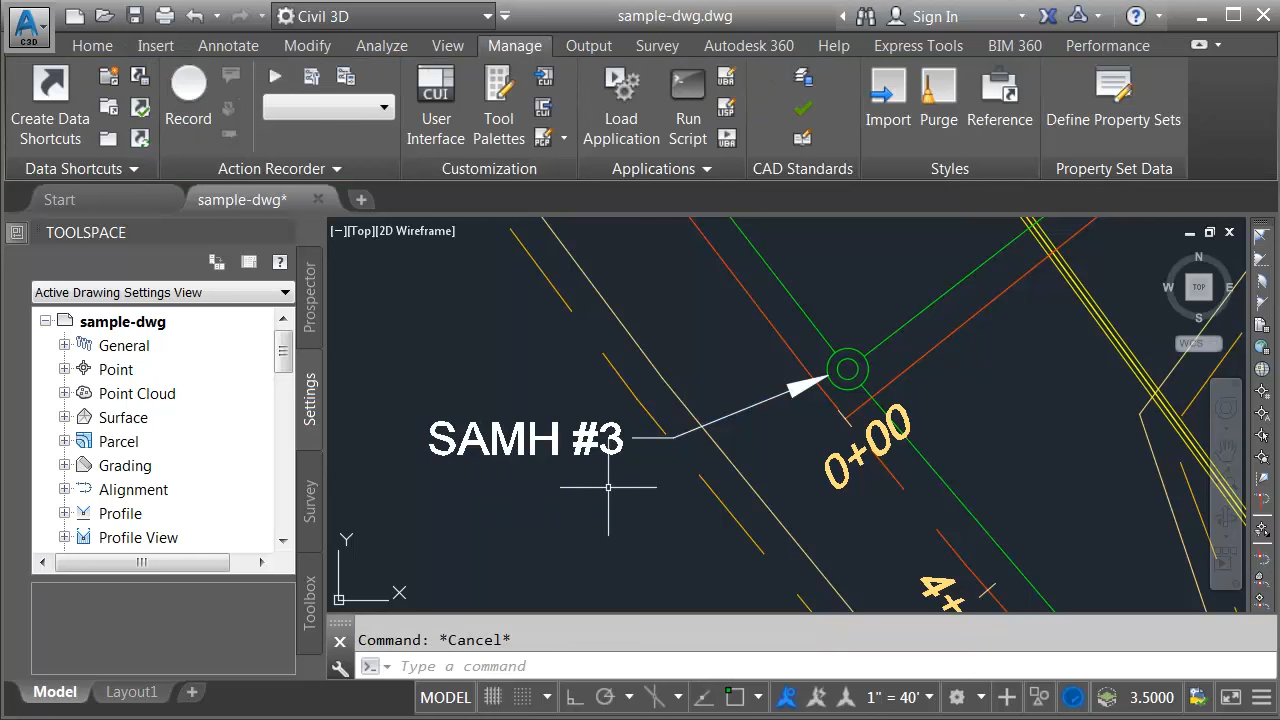 A
C3D
Civil 3D
sample-dwg.dwg
Sign In
?
Home Insert Annotate Modify Analyze View Manage Output Survey Autodesk 360 Help Express Tools BIM 360 Performance
Create Data Shortcuts
Record
CUI
User Interface
Tool Palettes
Load Application
Run Script
Import Purge Reference
Define Property Sets
Data Shortcuts
Action Recorder
Customization
Applications
CAD Standards
Styles
Property Set Data
Start
sample-dwg*
TOOLSPACE
Active Drawing Settings View
sample-dwg
General
Point
Point Cloud
Surface
Parcel
Grading
Alignment
Profile
Profile View
Prospector
Settings
Survey
Toolbox
[−][Top][2D Wireframe]
N
W
TOP
E
S
WCS
SAMH #3
0+00
4+
Y
X
Command: *Cancel*
Type a command
Model
Layout1
MODEL
1" = 40'
3.5000